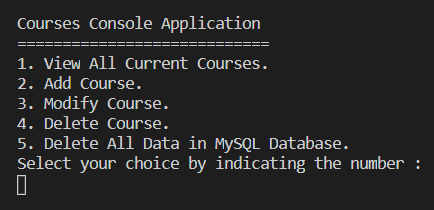 Courses Console Application
============================
1. View All Current Courses.
2. Add Course.
3. Modify Course.
4. Delete Course.
5. Delete All Data in MySQL Database.
Select your choice by indicating the number :